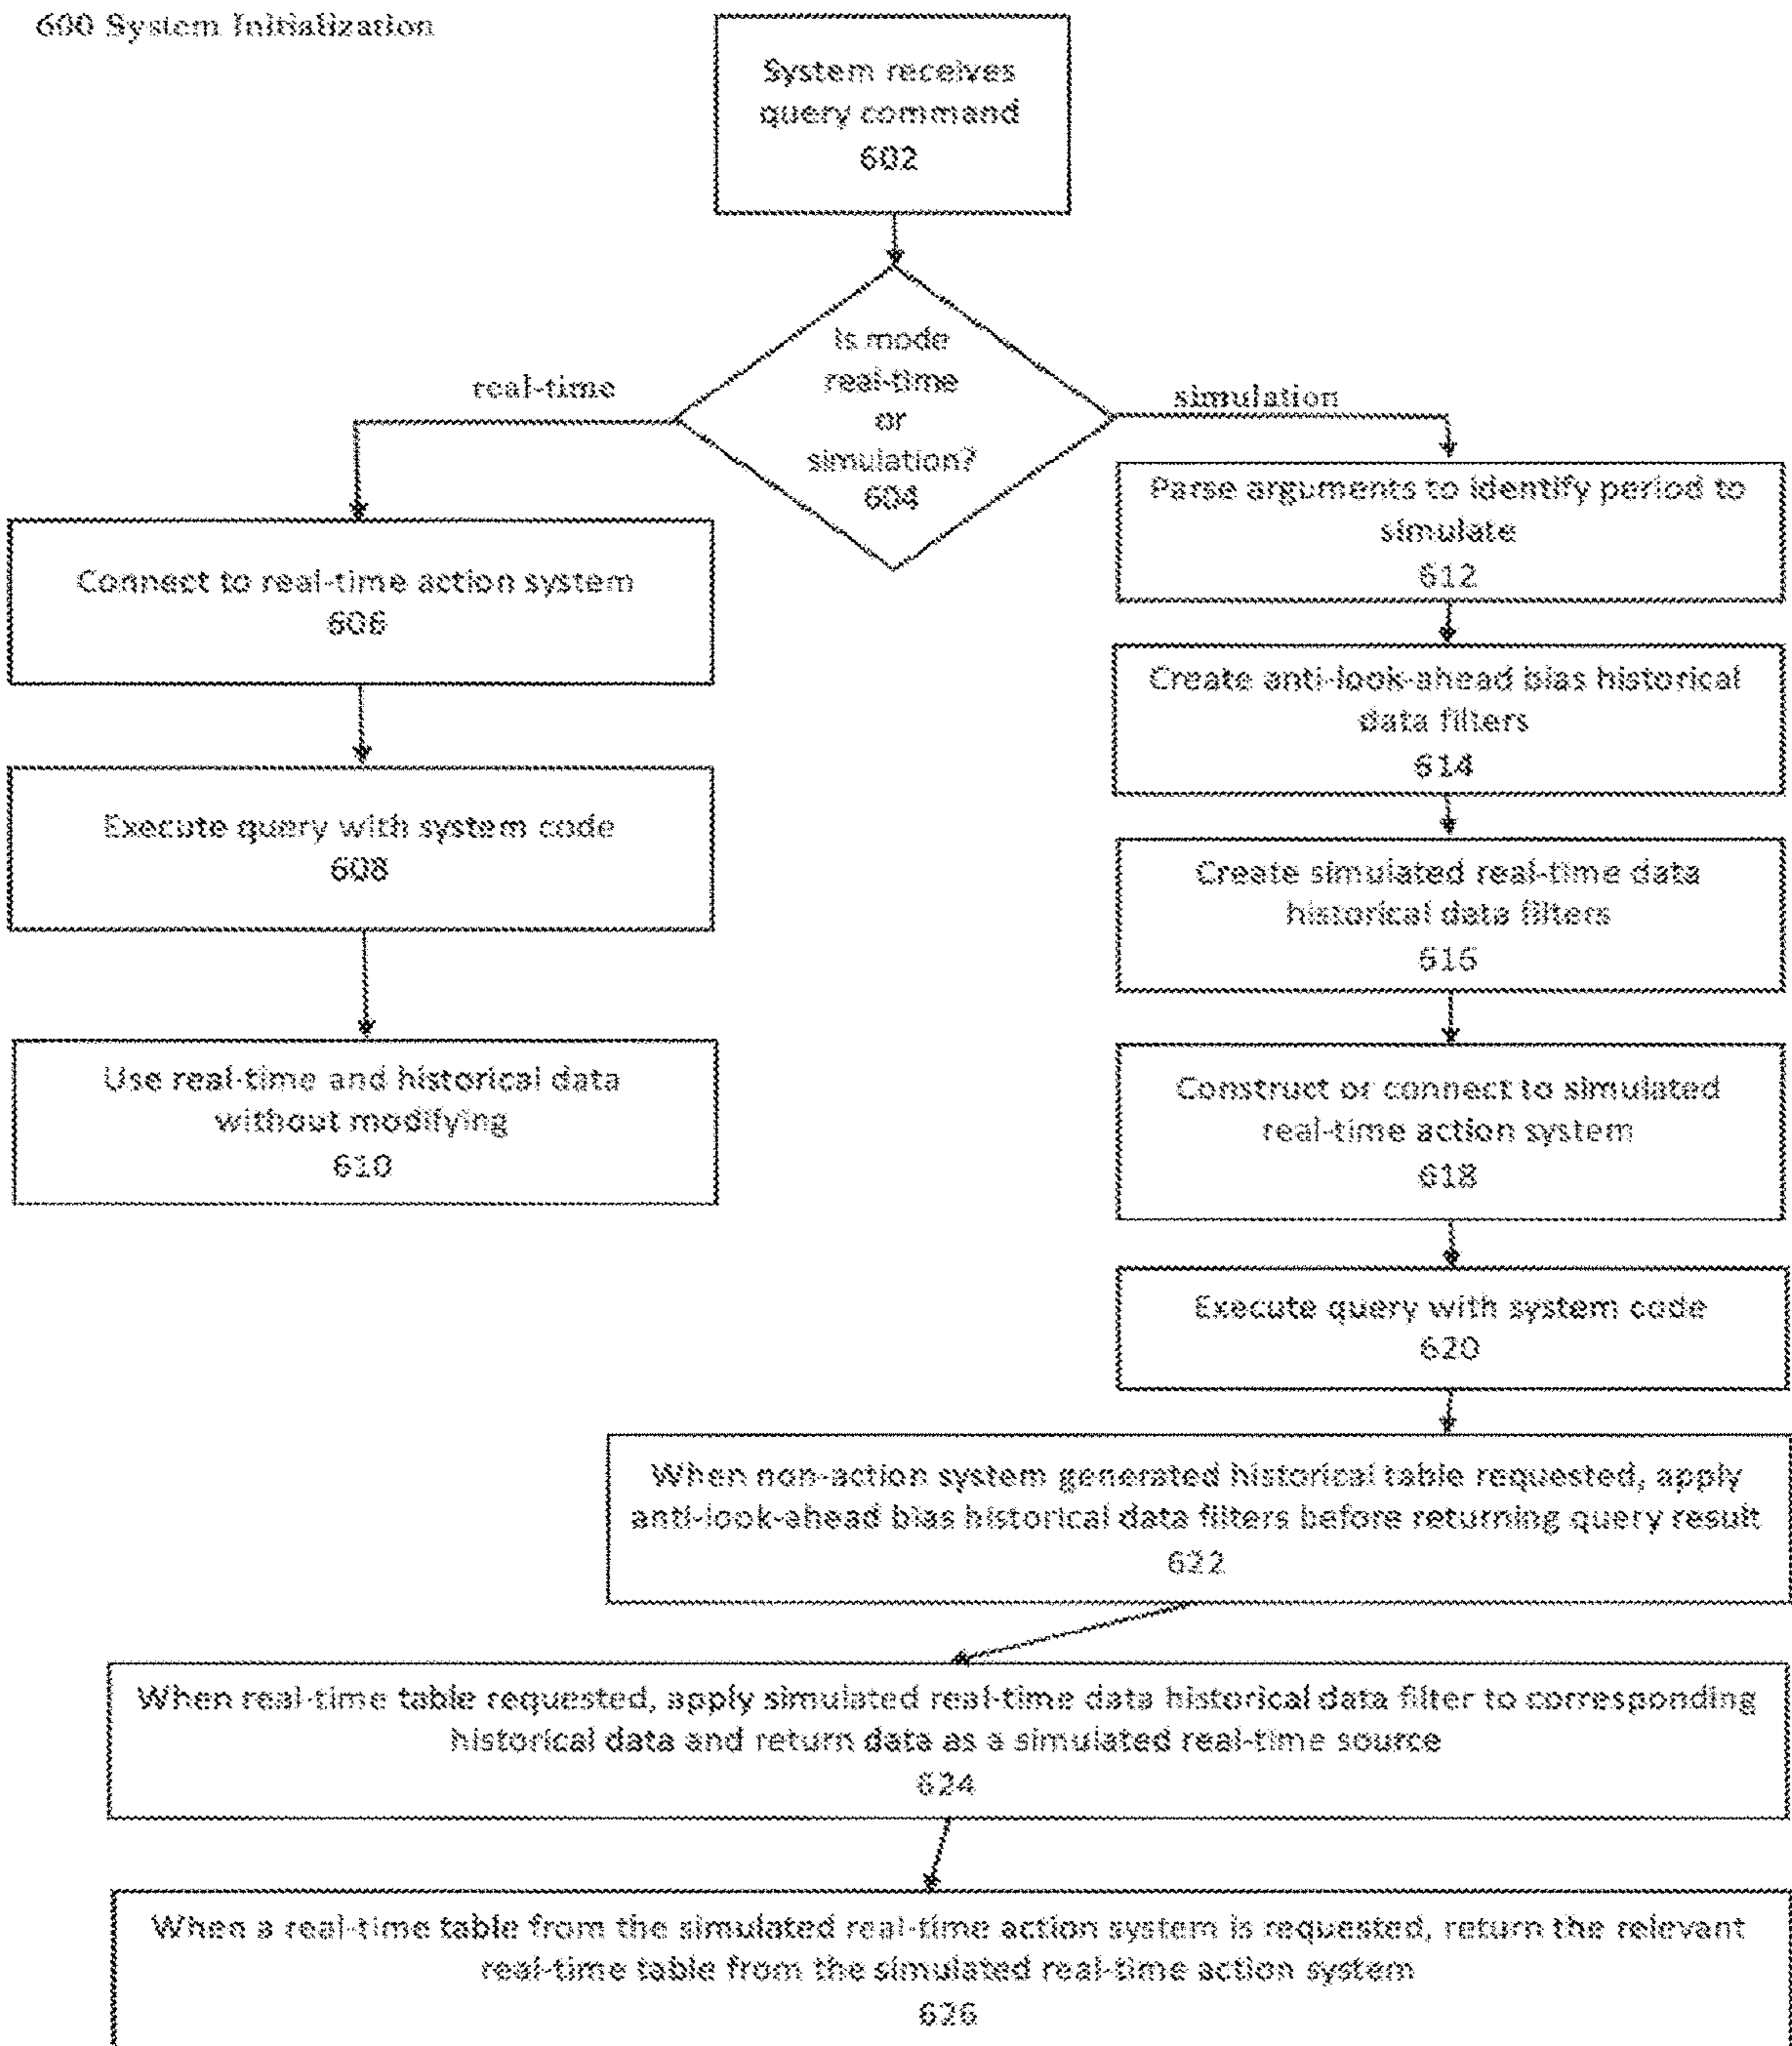 600 System Initialization
System receives
query command
602
Is mode
real-time
or
simulation?
604
real-time
simulation
Connect to real-time action system
606
Execute query with system code
608
Use real-time and historical data
without modifying
610
Parse arguments to identify period to
simulate
612
Create anti-look-ahead bias historical
data filters
614
Create simulated real-time data
historical data filters
616
Construct or connect to simulated
real-time action system
618
Execute query with system code
620
When non-action system generated historical table requested, apply
anti-look-ahead bias historical data filters before returning query result
622
When real-time table requested, apply simulated real-time data historical data filter to corresponding
historical data and return data as a simulated real-time source
624
When a real-time table from the simulated real-time action system is requested, return the relevant
real-time table from the simulated real-time action system
626